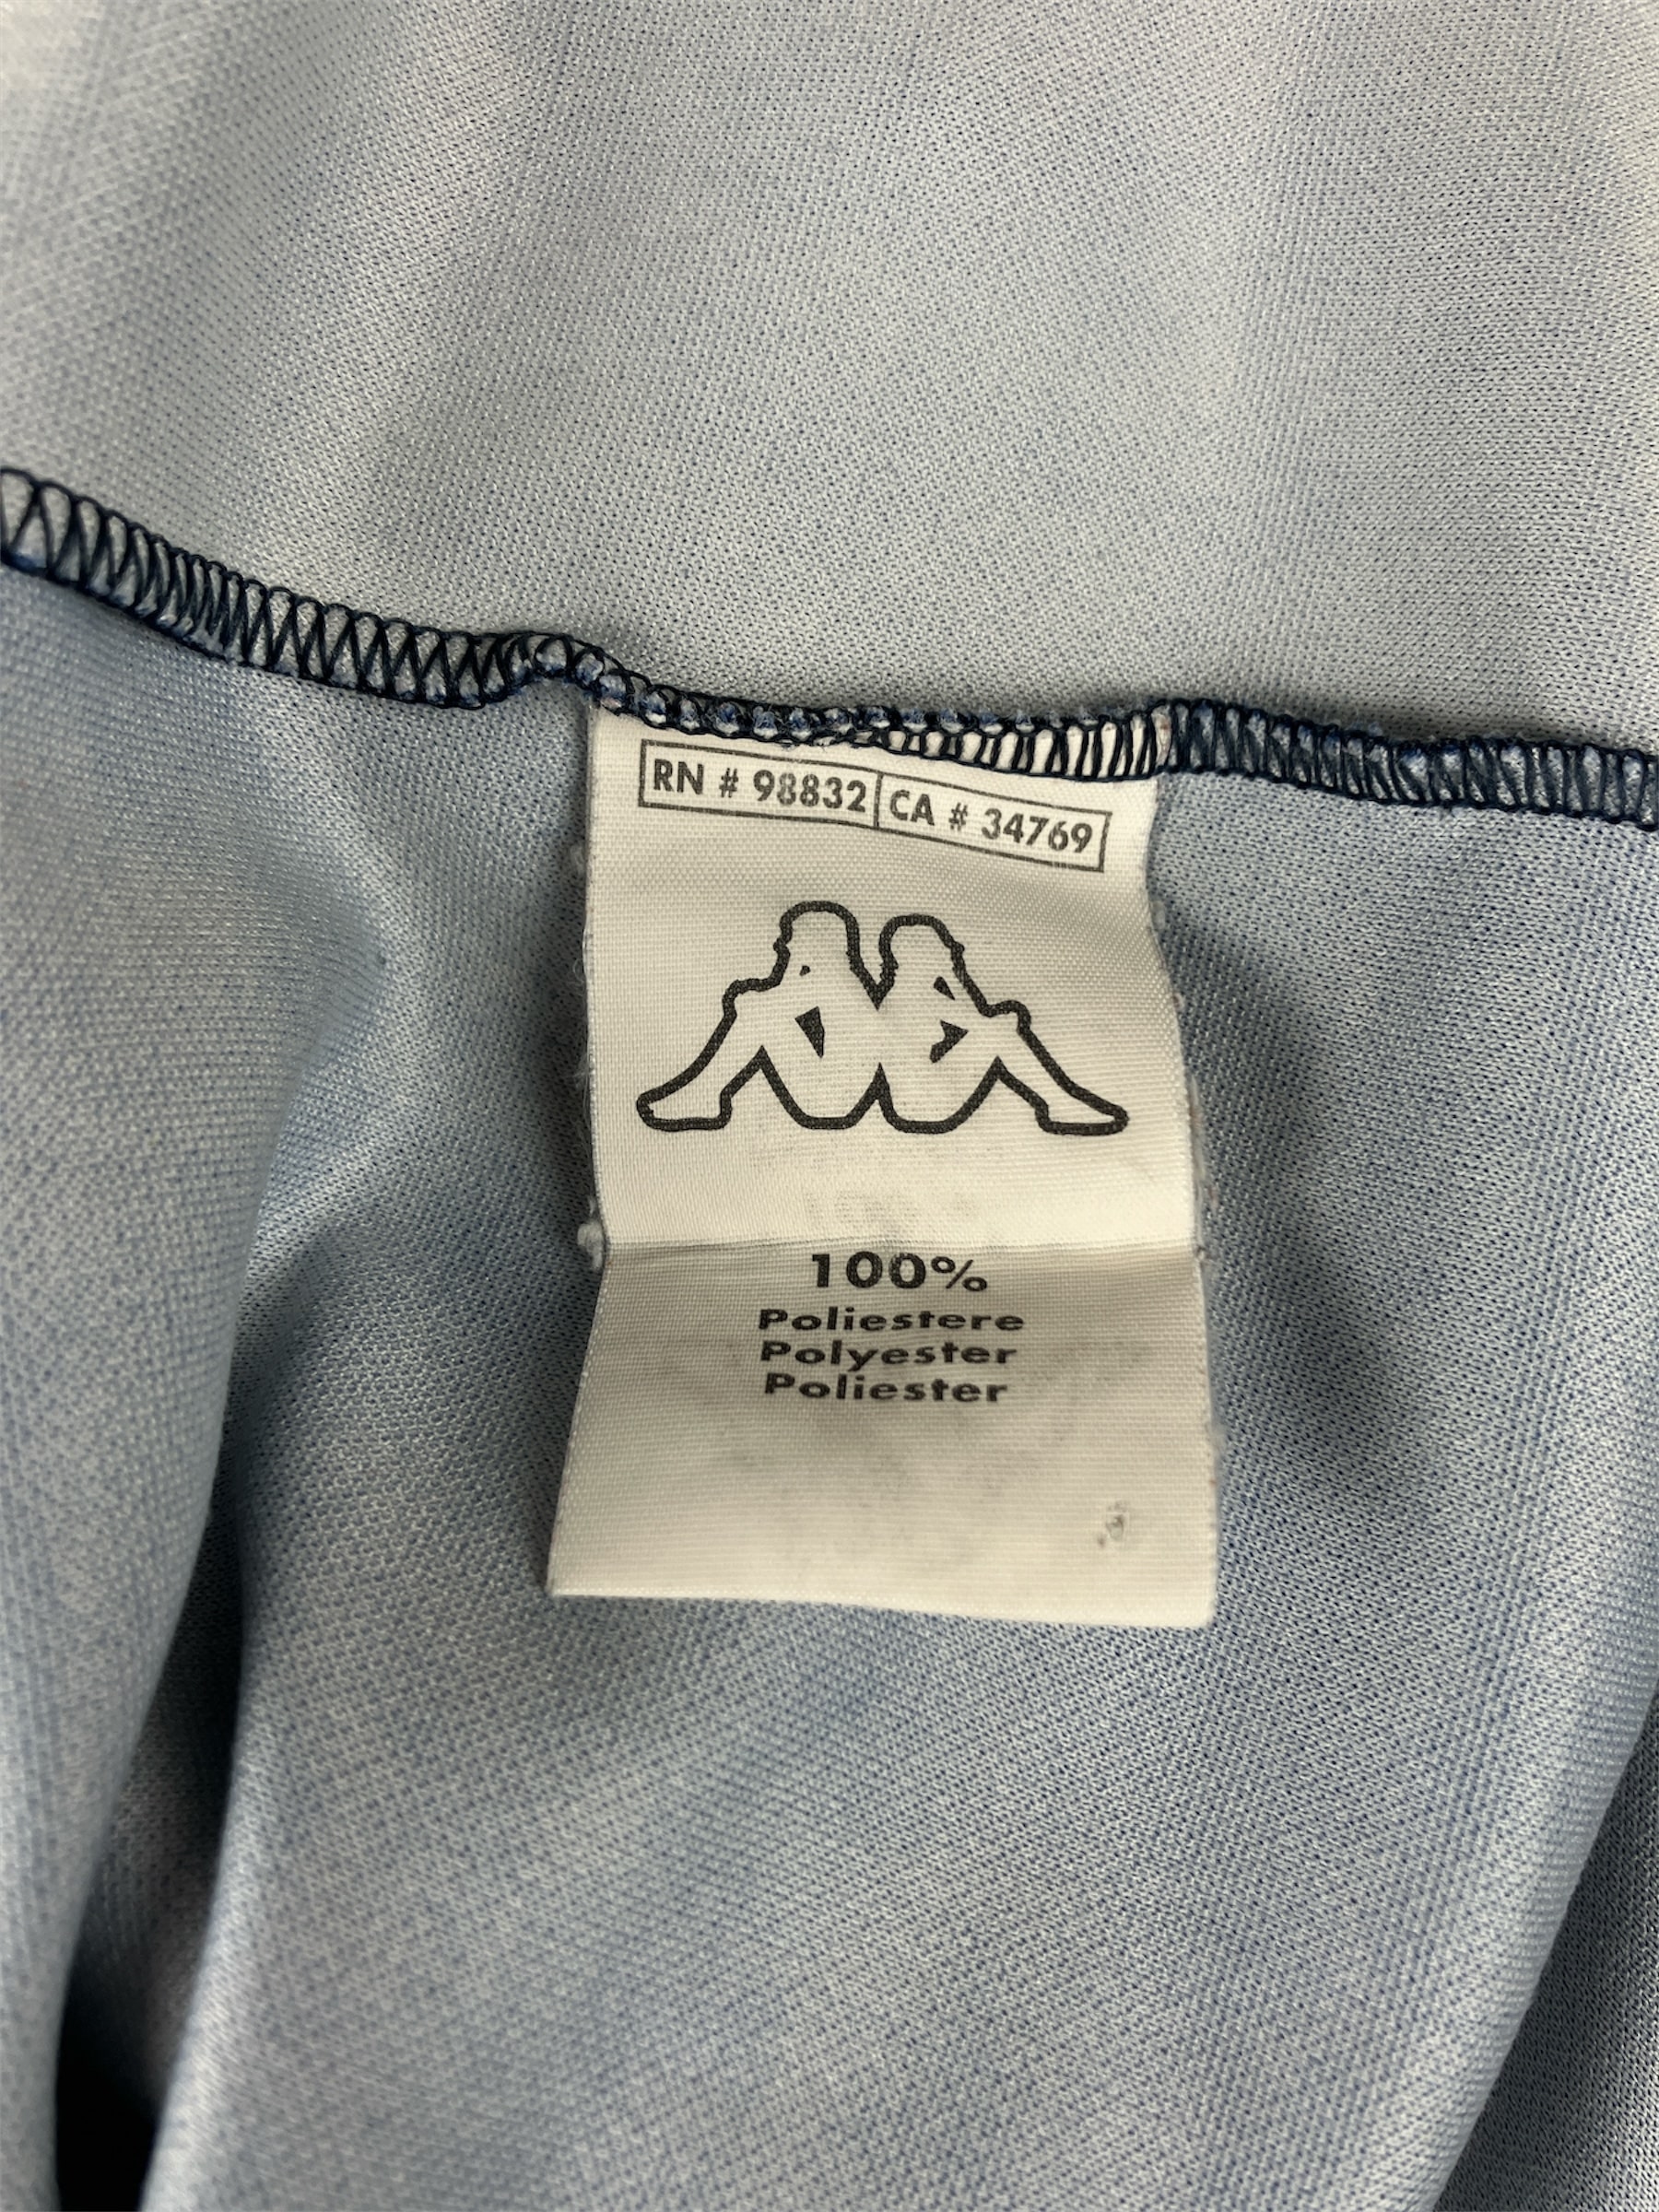 RN # 98832 CA # 34769
100%
Poliestere
Polyester
Poliester